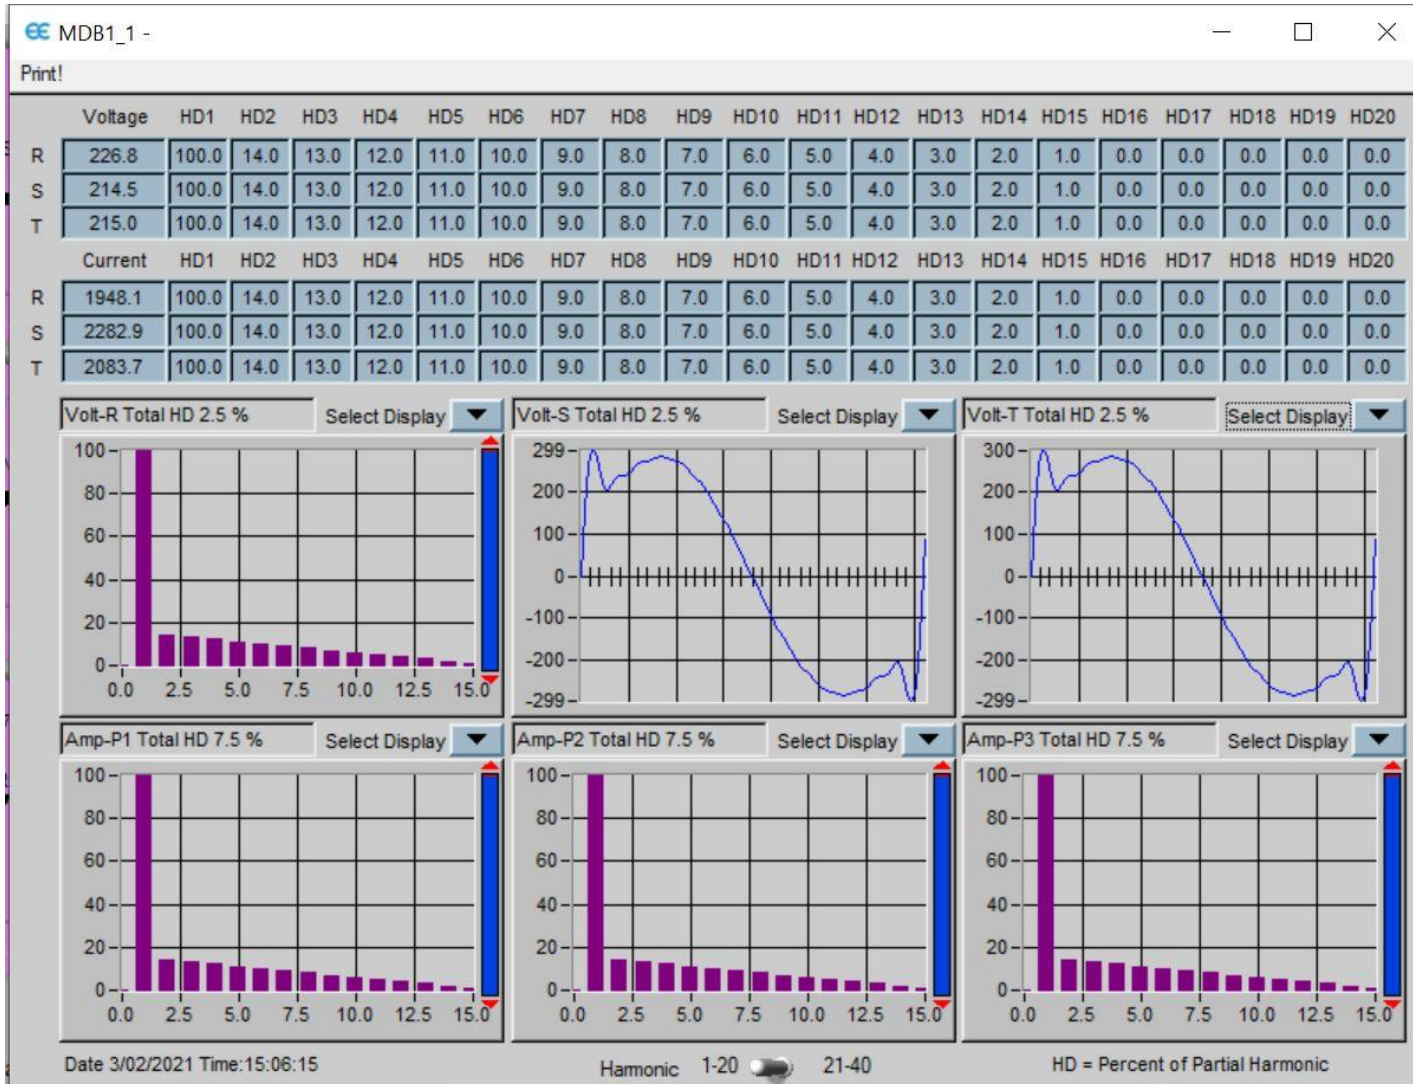 MDB1_1 -
Print!
Voltage HD1 HD2 HD3 HD4 HD5 HD6 HD7 HD8 HD9 HD10 HD11 HD12 HD13 HD14 HD15 HD16 HD17 HD18 HD19 HD20
R 226.8 100.0 14.0 13.0 12.0 11.0 10.0 9.0 8.0 7.0 6.0 5.0 4.0 3.0 2.0 1.0 0.0 0.0 0.0 0.0 0.0
S 214.5 100.0 14.0 13.0 12.0 11.0 10.0 9.0 8.0 7.0 6.0 5.0 4.0 3.0 2.0 1.0 0.0 0.0 0.0 0.0 0.0
T 215.0 100.0 14.0 13.0 12.0 11.0 10.0 9.0 8.0 7.0 6.0 5.0 4.0 3.0 2.0 1.0 0.0 0.0 0.0 0.0 0.0
Current HD1 HD2 HD3 HD4 HD5 HD6 HD7 HD8 HD9 HD10 HD11 HD12 HD13 HD14 HD15 HD16 HD17 HD18 HD19 HD20
R 1948.1 100.0 14.0 13.0 12.0 11.0 10.0 9.0 8.0 7.0 6.0 5.0 4.0 3.0 2.0 1.0 0.0 0.0 0.0 0.0 0.0
S 2282.9 100.0 14.0 13.0 12.0 11.0 10.0 9.0 8.0 7.0 6.0 5.0 4.0 3.0 2.0 1.0 0.0 0.0 0.0 0.0 0.0
T 2083.7 100.0 14.0 13.0 12.0 11.0 10.0 9.0 8.0 7.0 6.0 5.0 4.0 3.0 2.0 1.0 0.0 0.0 0.0 0.0 0.0
Volt-R Total HD 2.5 % Select Display
100
80
60
40
20
0
0.0 2.5 5.0 7.5 10.0 12.5 15.0
Volt-S Total HD 2.5 % Select Display
299
200
100
0
-100
-200
-299
Volt-T Total HD 2.5 % Select Display
300
200
100
0
-100
-200
-299
Amp-P1 Total HD 7.5 % Select Display
100
80
60
40
20
0
0.0 2.5 5.0 7.5 10.0 12.5 15.0
Amp-P2 Total HD 7.5 % Select Display
100
80
60
40
20
0
0.0 2.5 5.0 7.5 10.0 12.5 15.0
Amp-P3 Total HD 7.5 % Select Display
100
80
60
40
20
0
0.0 2.5 5.0 7.5 10.0 12.5 15.0
Date 3/02/2021 Time:15:06:15
Harmonic 1-20 21-40
HD = Percent of Partial Harmonic